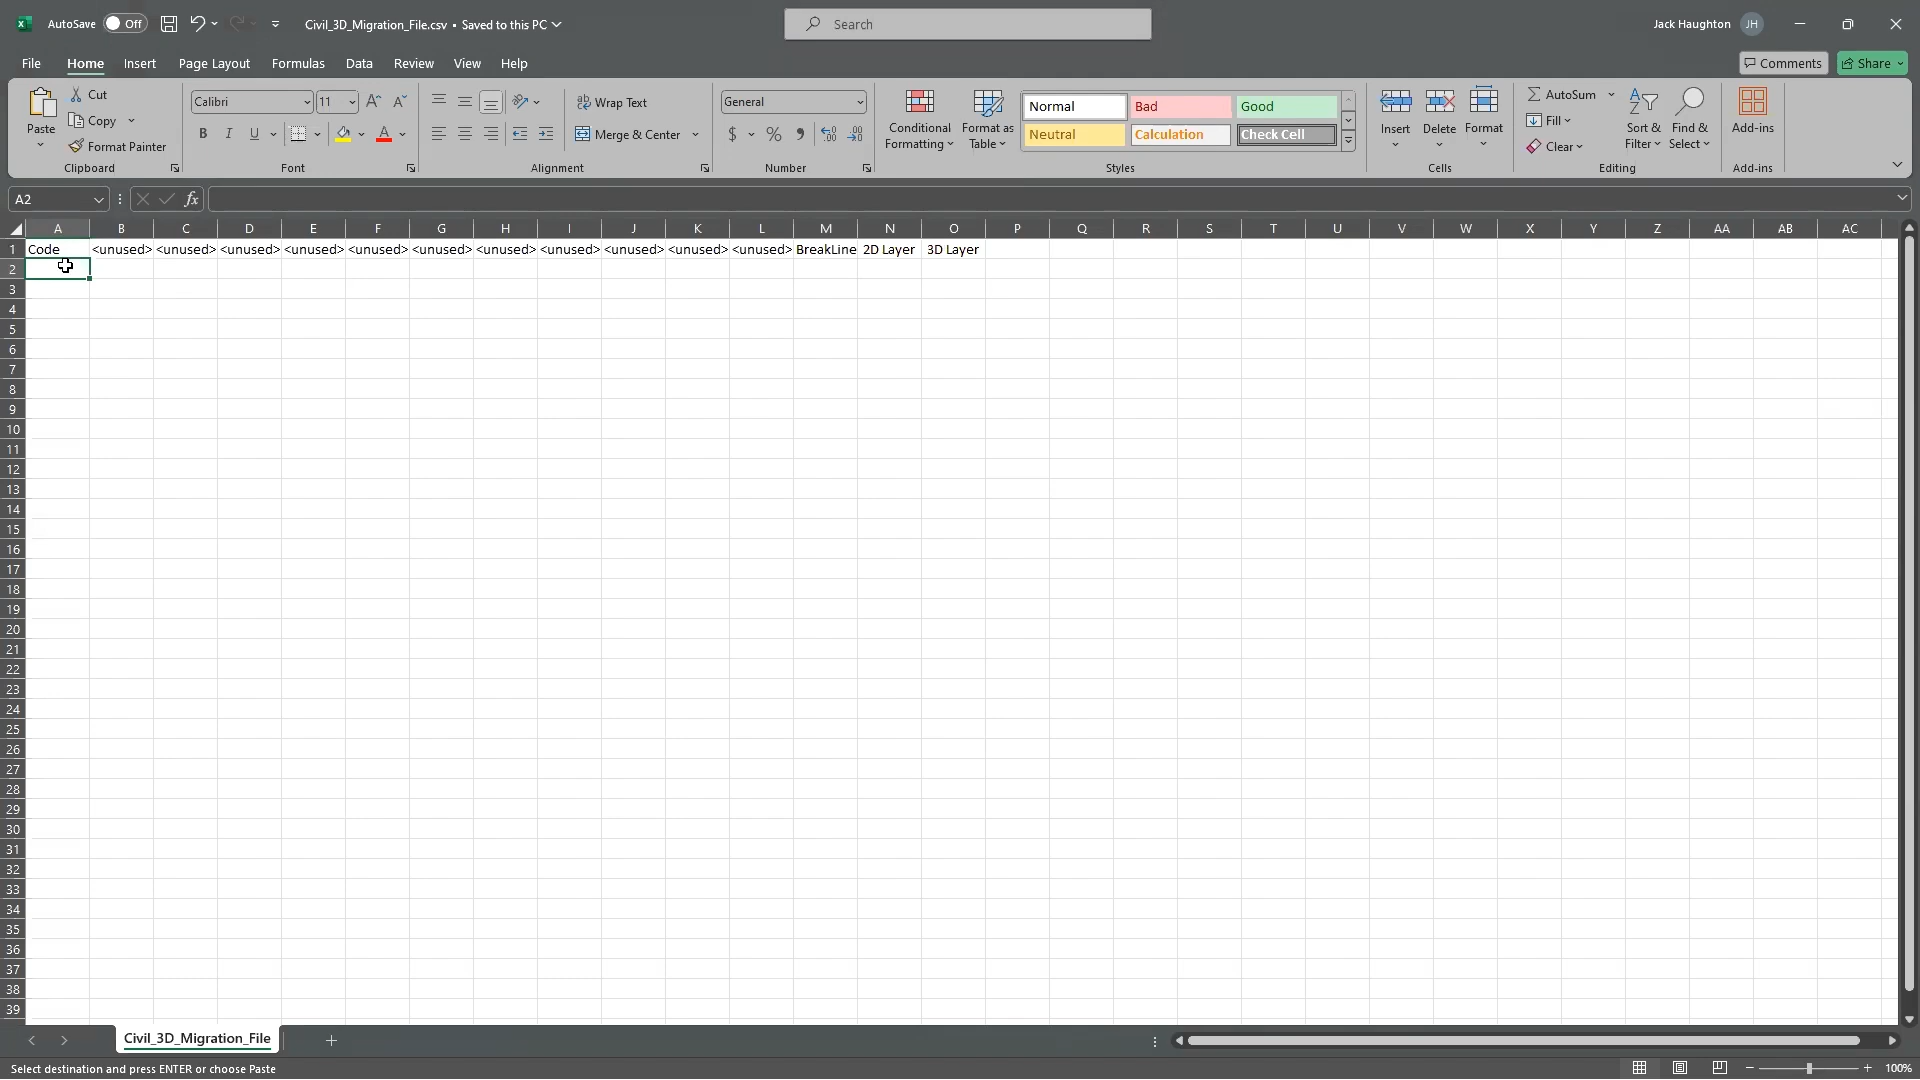 AutoSave Off Civil_3D_Migration_File.csv • Saved to this PC Search Jack Haughton JH
File Home Insert Page Layout Formulas Data Review View Help Comments Share
Paste Cut Copy Format Painter Clipboard
Calibri 11 B I U A Font
Wrap Text Merge & Center Alignment
General $ % , Number
Conditional Formatting Format as Table
Normal Bad Good
Neutral Calculation Check Cell
Styles
Insert Delete Format Cells
AutoSum Fill Clear Sort & Filter Find & Select Editing
Add-ins Add-ins
A2 fx
A B C D E F G H I J K L M N O P Q R S T U V W X Y Z AA AB AC
1 Code <unused> <unused> <unused> <unused> <unused> <unused> <unused> <unused> <unused> <unused> <unused> BreakLine 2D Layer 3D Layer
2
3
4
5
6
7
8
9
10
11
12
13
14
15
16
17
18
19
20
21
22
23
24
25
26
27
28
29
30
31
32
33
34
35
36
37
38
39
Civil_3D_Migration_File
Select destination and press ENTER or choose Paste 100%